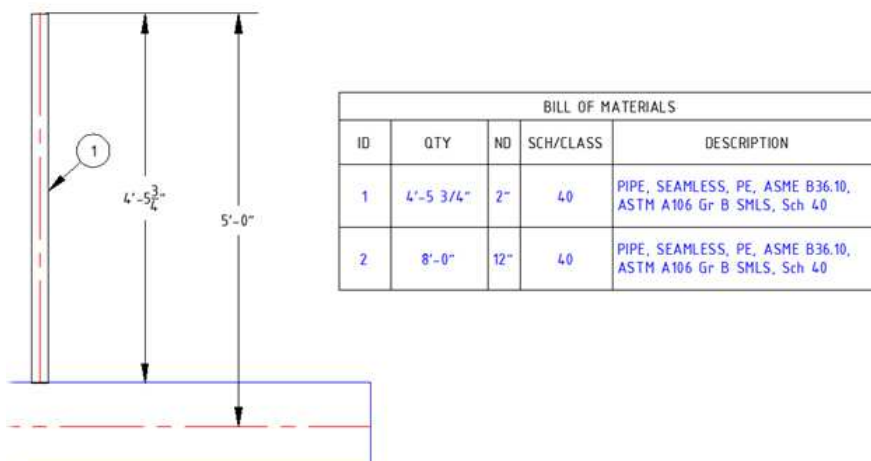 1
4'-5 3/4"
5'-0"
BILL OF MATERIALS
ID QTY ND SCH/CLASS DESCRIPTION
1 4'-5 3/4" 2" 40 PIPE, SEAMLESS, PE, ASME B36.10,
ASTM A106 Gr B SMLS, Sch 40
2 8'-0" 12" 40 PIPE, SEAMLESS, PE, ASME B36.10,
ASTM A106 Gr B SMLS, Sch 40